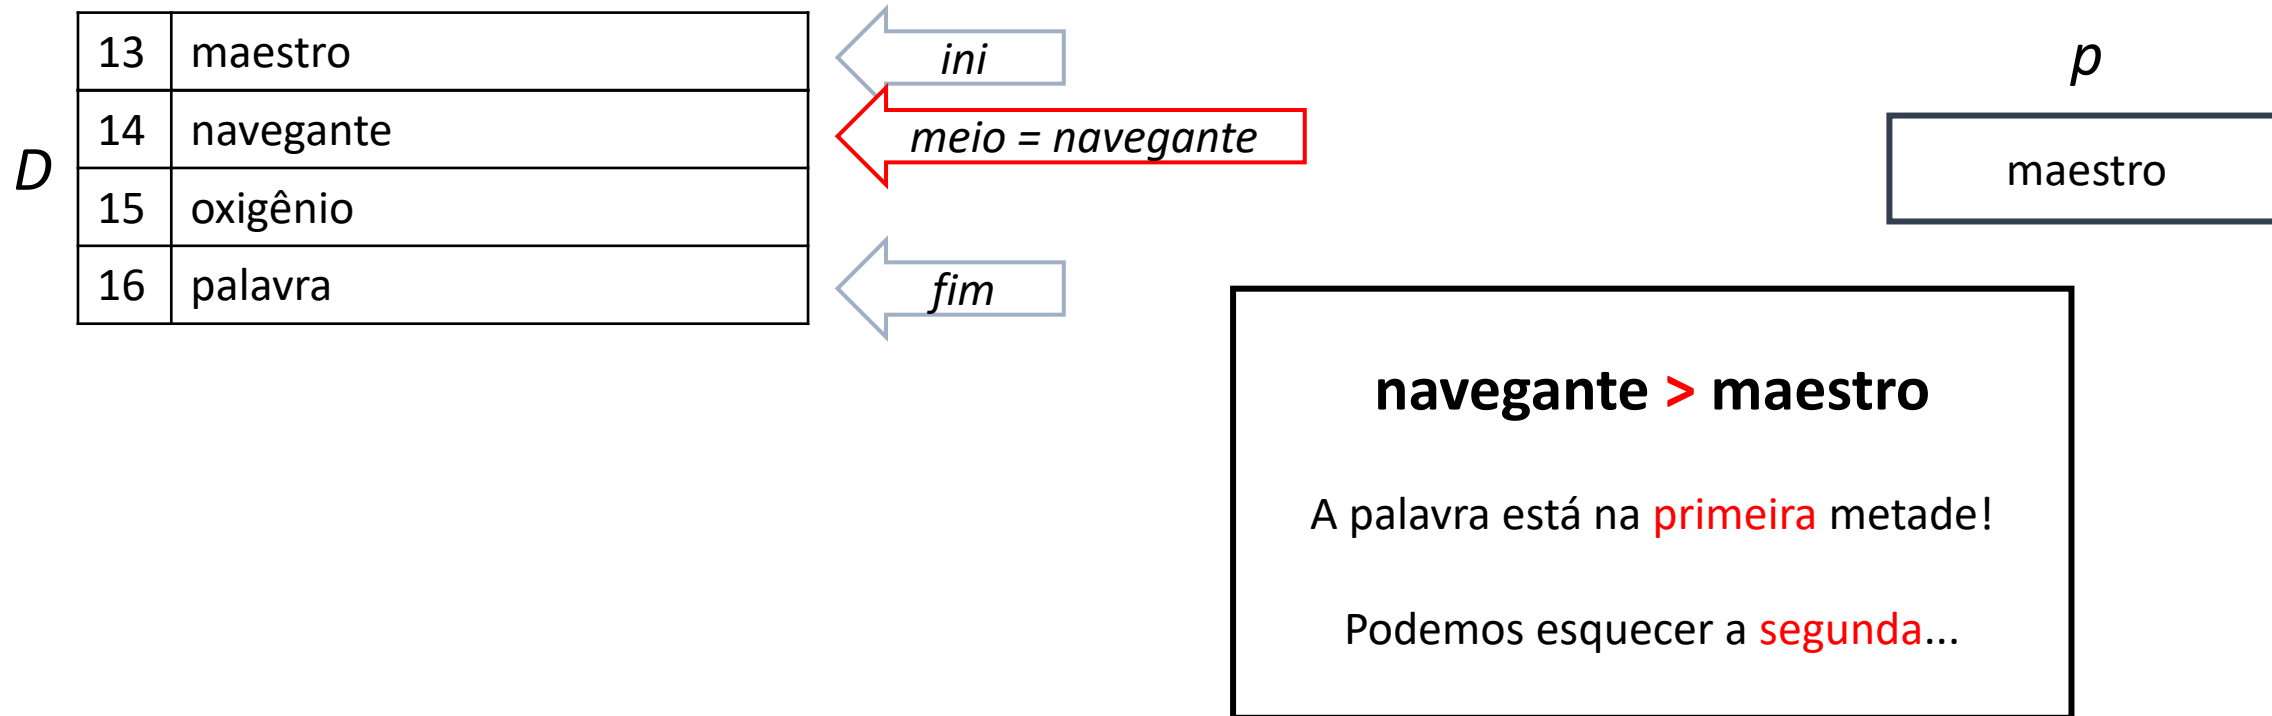 13 maestro
ini
p
14 navegante
meio = navegante
D
maestro
15 oxigênio
16 palavra
fim
navegante > maestro
A palavra está na primeira metade!
Podemos esquecer a segunda...